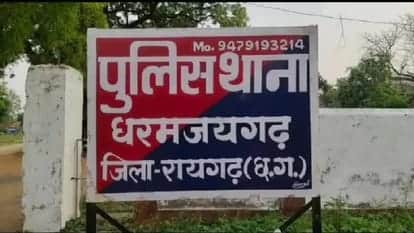 Mo. 9479193214
पुलिस थाना
धरमजयगढ़
जिला-रायगढ़(छ.ग.)